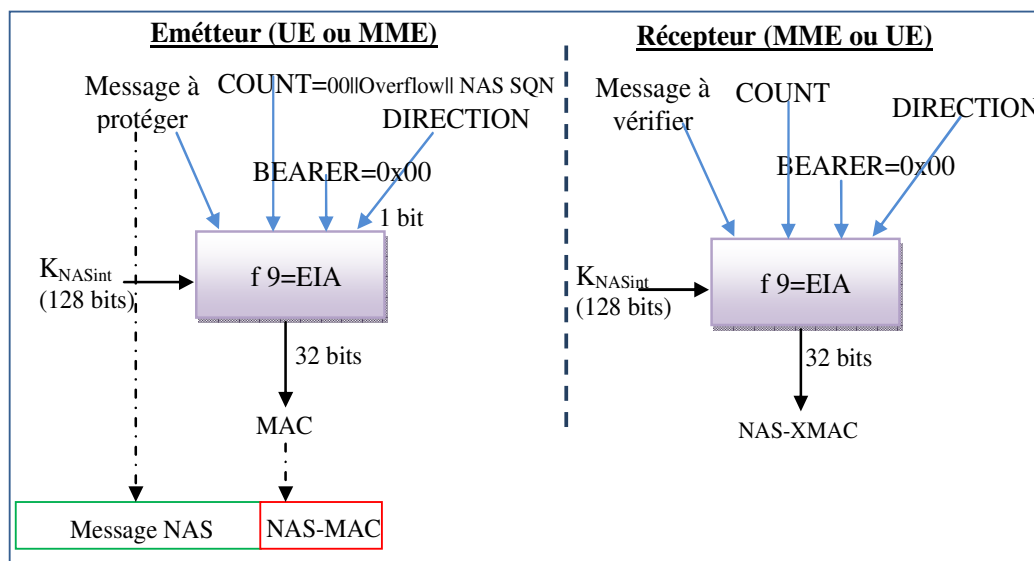 Emétteur (UE ou MME)
Message à
protéger
COUNT=00||Overflow|| NAS SQN
DIRECTION
BEARER=0x00
1 bit
KNASint
(128 bits)
f 9=EIA
32 bits
MAC
Message NAS
NAS-MAC
Récepteur (MME ou UE)
Message à
vérifier
COUNT
DIRECTION
BEARER=0x00
KNASint
(128 bits)
f 9=EIA
32 bits
NAS-XMAC